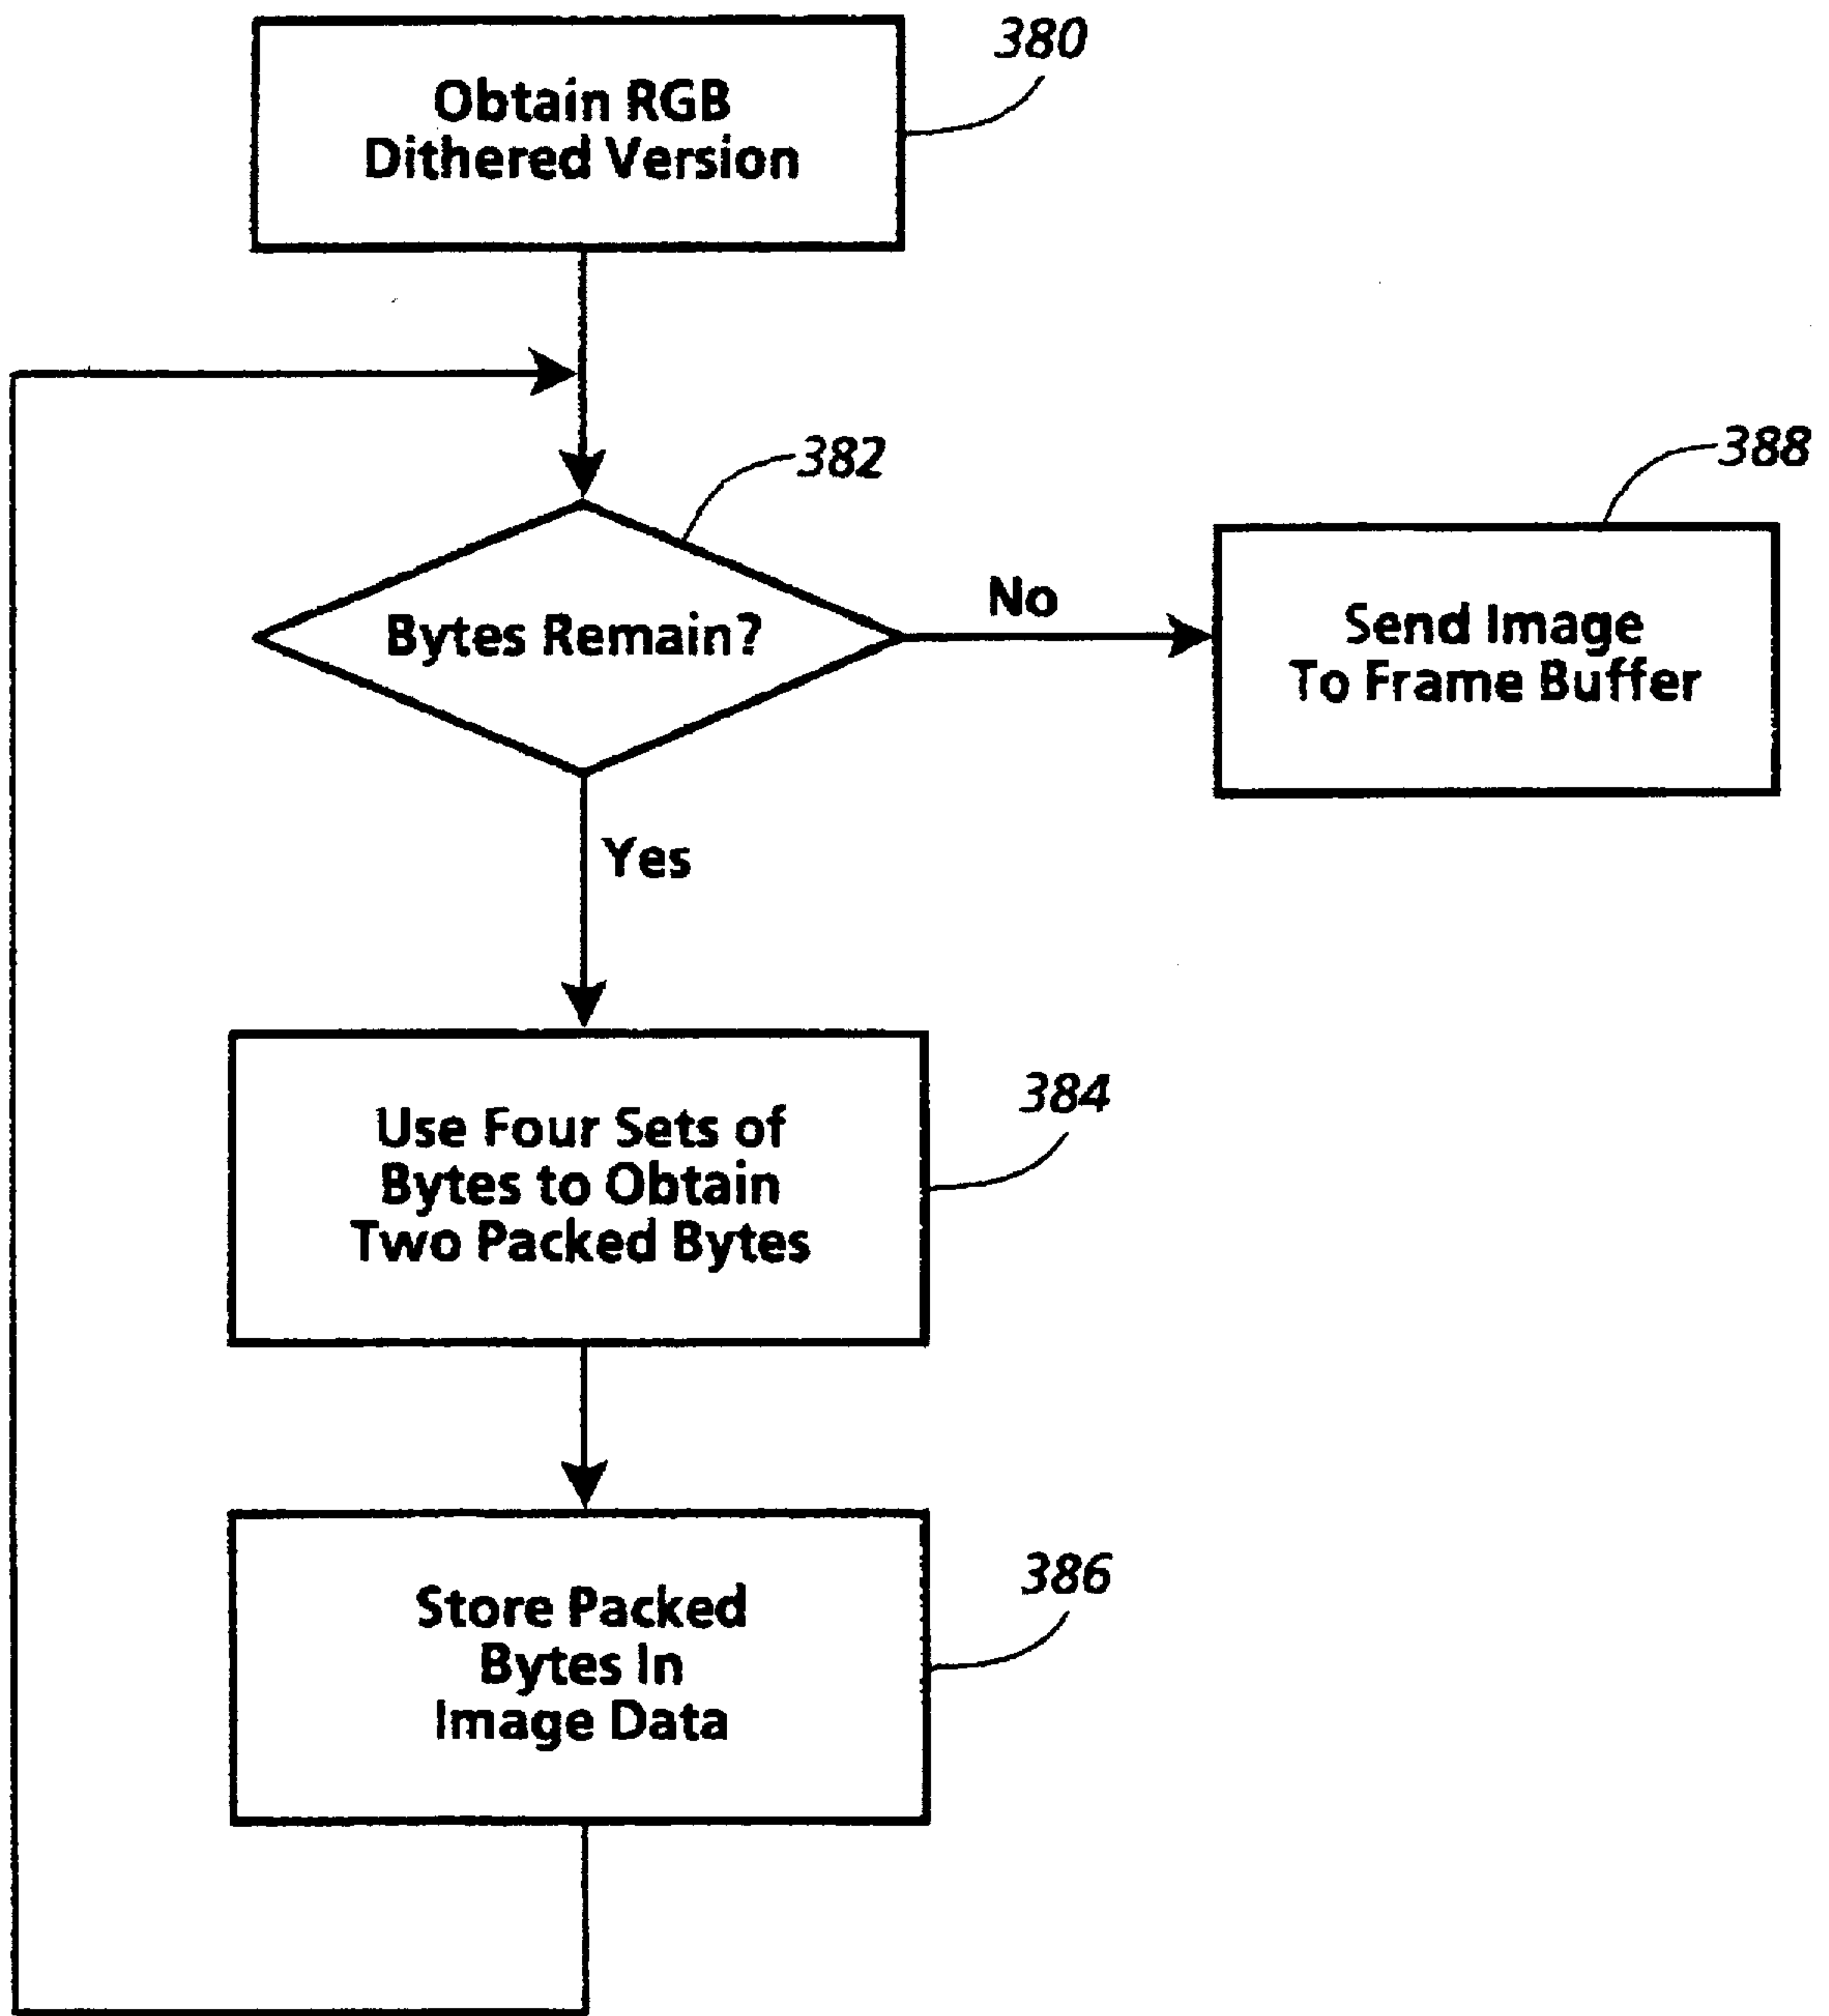 380
Obtain RGB
Dithered Version
382
Bytes Remain?
No
388
Send Image
To Frame Buffer
Yes
384
Use Four Sets of
Bytes to Obtain
Two Packed Bytes
386
Store Packed
Bytes In
Image Data